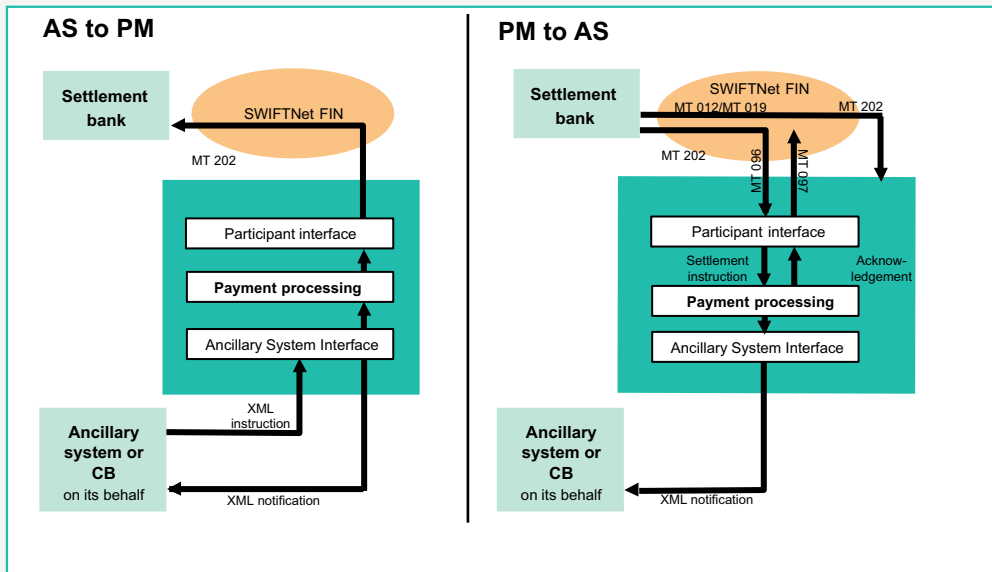 AS to PM
Settlement
bank
SWIFTNet FIN
MT 202
Participant interface
Payment processing
Ancillary System Interface
XML
instruction
Ancillary
system or
CB
on its behalf
XML notification
PM to AS
Settlement
bank
SWIFTNet FIN
MT 012/MT 019
MT 202
MT 202
MT 096
MT 097
Participant interface
Settlement
instruction
Acknow-
ledgement
Payment processing
Ancillary System Interface
Ancillary
system or
CB
on its behalf
XML notification